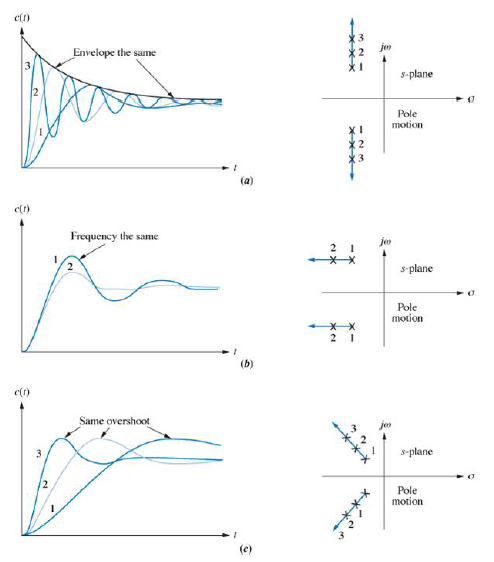 c(t)
Envelope the same
3
2
1
t
jω
3
2
1
s-plane
σ
1
2
3
Pole
motion
(a)
c(t)
Frequency the same
1
2
t
jω
2 1
s-plane
σ
Pole
motion
2 1
(b)
c(t)
Same overshoot
3
2
1
t
jω
3
2
1
s-plane
σ
1
2
3
Pole
motion
(c)